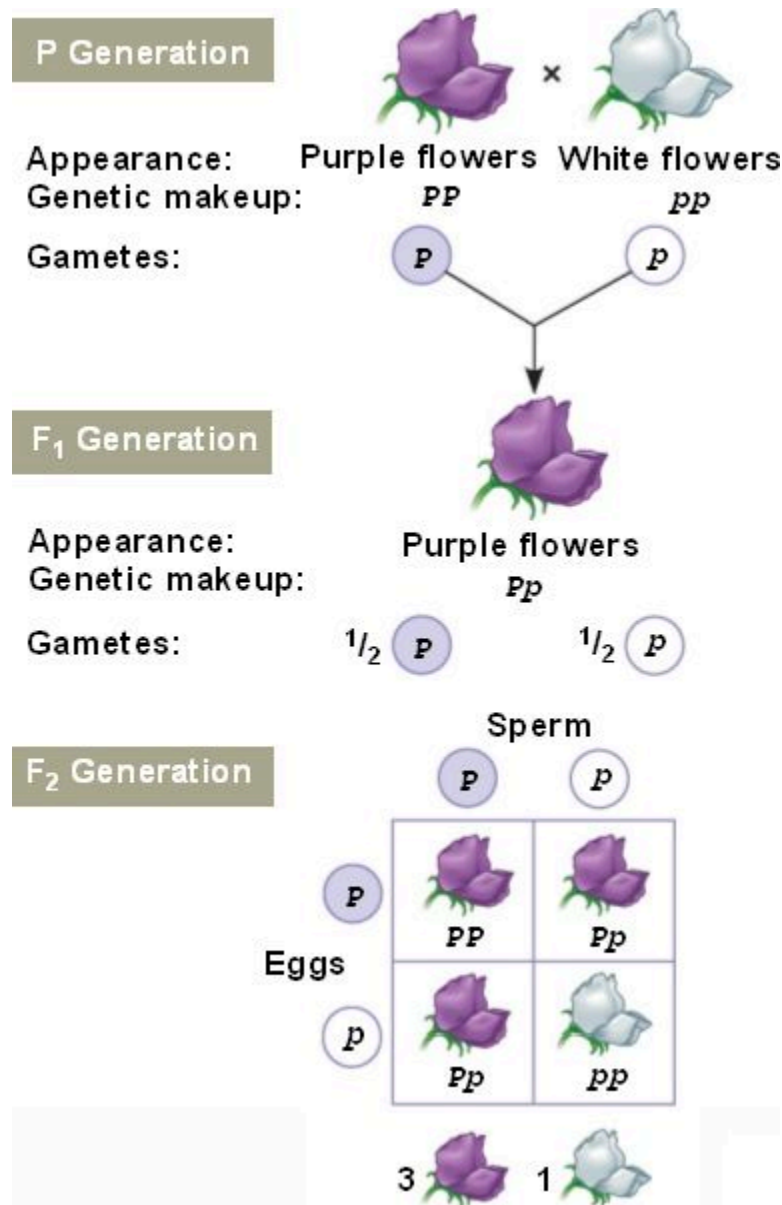 P Generation
×
Appearance: Purple flowers White flowers
Genetic makeup: PP pp
Gametes: P p
F₁ Generation
Appearance: Purple flowers
Genetic makeup: Pp
Gametes: 1/2 P 1/2 p
Sperm
F₂ Generation P p
P
PP Pp
Eggs
p
Pp pp
3 1